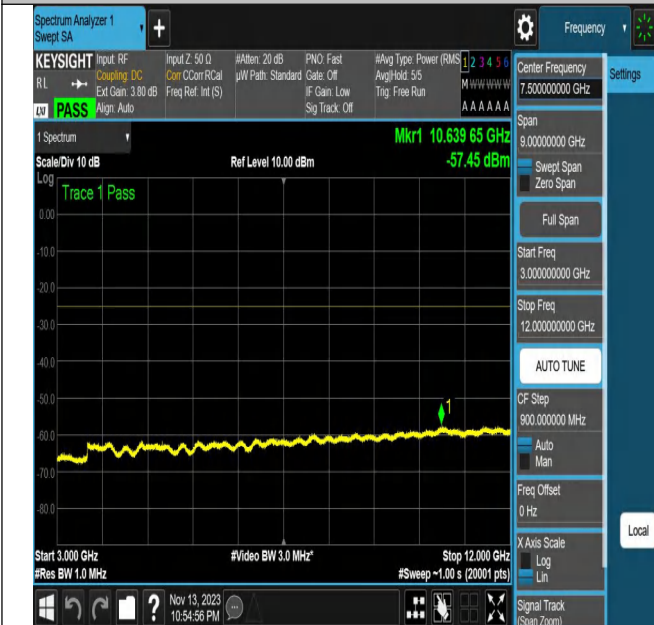 Spectrum Analyzer 1
Swept SA
+
Frequency
Settings
KEYSIGHT
RL
LXI
PASS
Input: RF
Coupling: DC
Ext Gain: 3.80 dB
Align: Auto
Input Z: 50 Ω
Corr CCorr RCal
Freq Ref: Int (S)
#Atten: 20 dB
µW Path: Standard
PNO: Fast
Gate: Off
IF Gain: Low
Sig Track: Off
#Avg Type: Power (RMS
Avg|Hold: 5/5
Trig: Free Run
1 2 3 4 5 6
M W W W W W
A A A A A A
1 Spectrum
Scale/Div 10 dB
Ref Level 10.00 dBm
Mkr1 10.639 65 GHz
-57.45 dBm
Log
Trace 1 Pass
0.00
-10.0
-20.0
-30.0
-40.0
-50.0
-60.0
-70.0
-80.0
1
Start 3.000 GHz
#Res BW 1.0 MHz
#Video BW 3.0 MHz*
Stop 12.000 GHz
#Sweep ~1.00 s (20001 pts)
Center Frequency
7.500000000 GHz
Span
9.00000000 GHz
Swept Span
Zero Span
Full Span
Start Freq
3.000000000 GHz
Stop Freq
12.000000000 GHz
AUTO TUNE
CF Step
900.000000 MHz
Auto
Man
Freq Offset
0 Hz
X Axis Scale
Log
Lin
Signal Track
(Span Zoom)
Local
?
Nov 13, 2023
10:54:56 PM